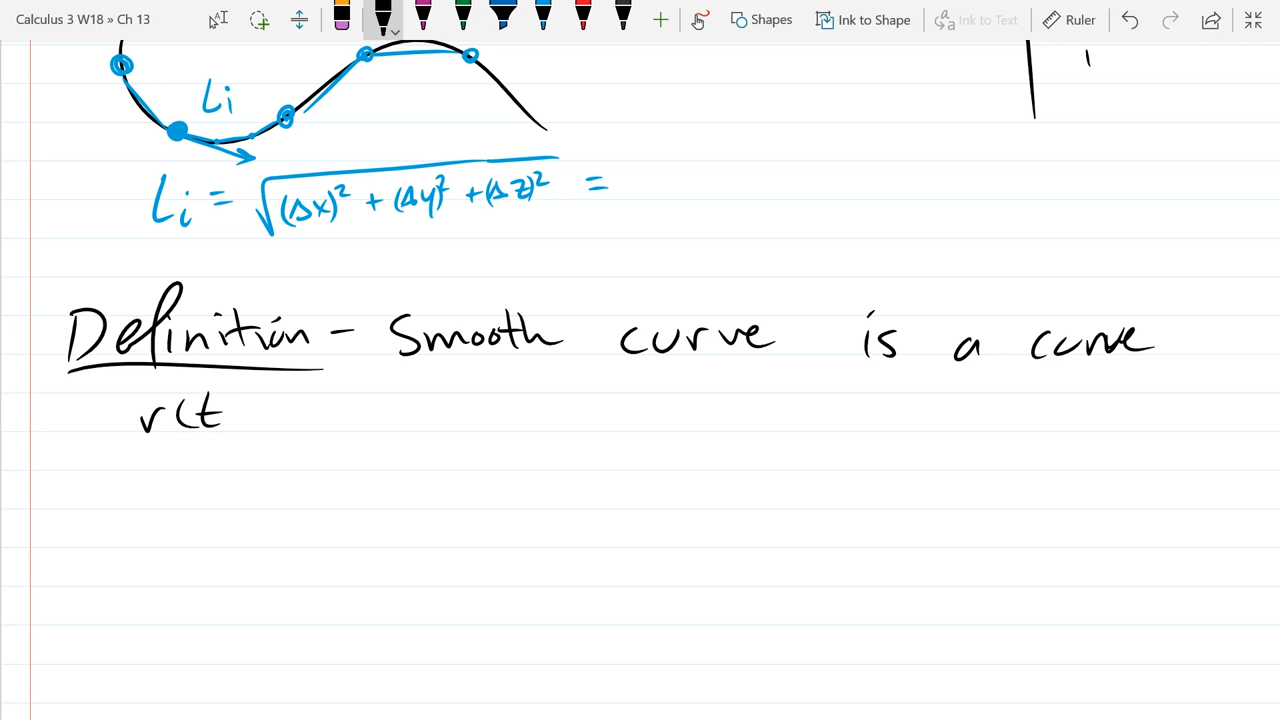 Calculus 3 W18 » Ch 13
Shapes
Ink to Shape
Ink to Text
Ruler
Li
Li = √(Δx)² + (Δy)² + (Δz)² =
Definition - Smooth curve is a curve
r(t